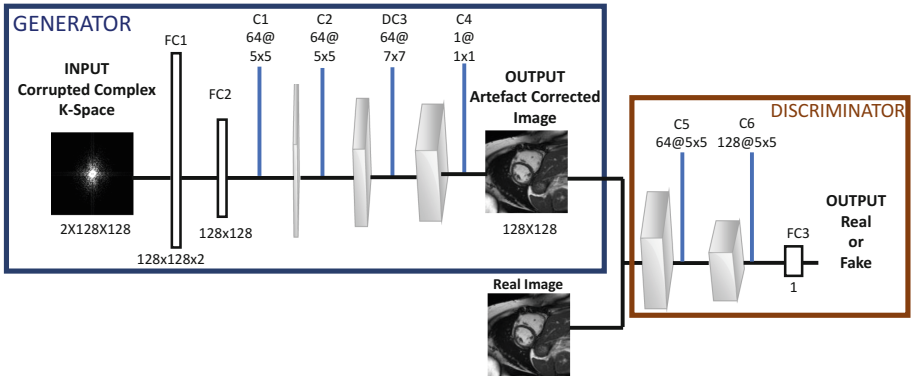 GENERATOR
INPUT
Corrupted Complex
K-Space
2X128X128
FC1
128x128x2
FC2
128x128
C1
64@
5x5
C2
64@
5x5
DC3
64@
7x7
C4
1@
1x1
OUTPUT
Artefact Corrected
Image
128X128
Real Image
DISCRIMINATOR
C5
64@5x5
C6
128@5x5
FC3
1
OUTPUT
Real
or
Fake